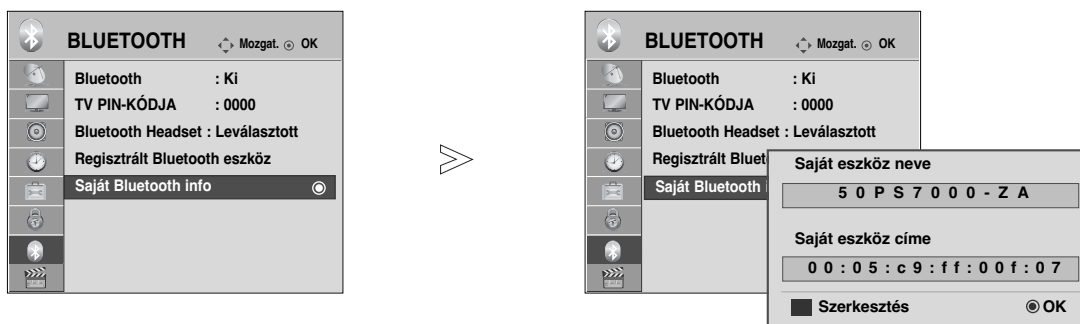 BLUETOOTH Mozgat. OK
Bluetooth : Ki
TV PIN-KÓDJA : 0000
Bluetooth Headset : Leválasztott
Regisztrált Bluetooth eszköz
Saját Bluetooth info
BLUETOOTH Mozgat. OK
Bluetooth : Ki
TV PIN-KÓDJA : 0000
Bluetooth Headset : Leválasztott
Regisztrált Bluet
Saját Bluetooth
Saját eszköz neve
50PS7000-ZA
Saját eszköz címe
00:05:c9:ff:00f:07
Szerkesztés OK